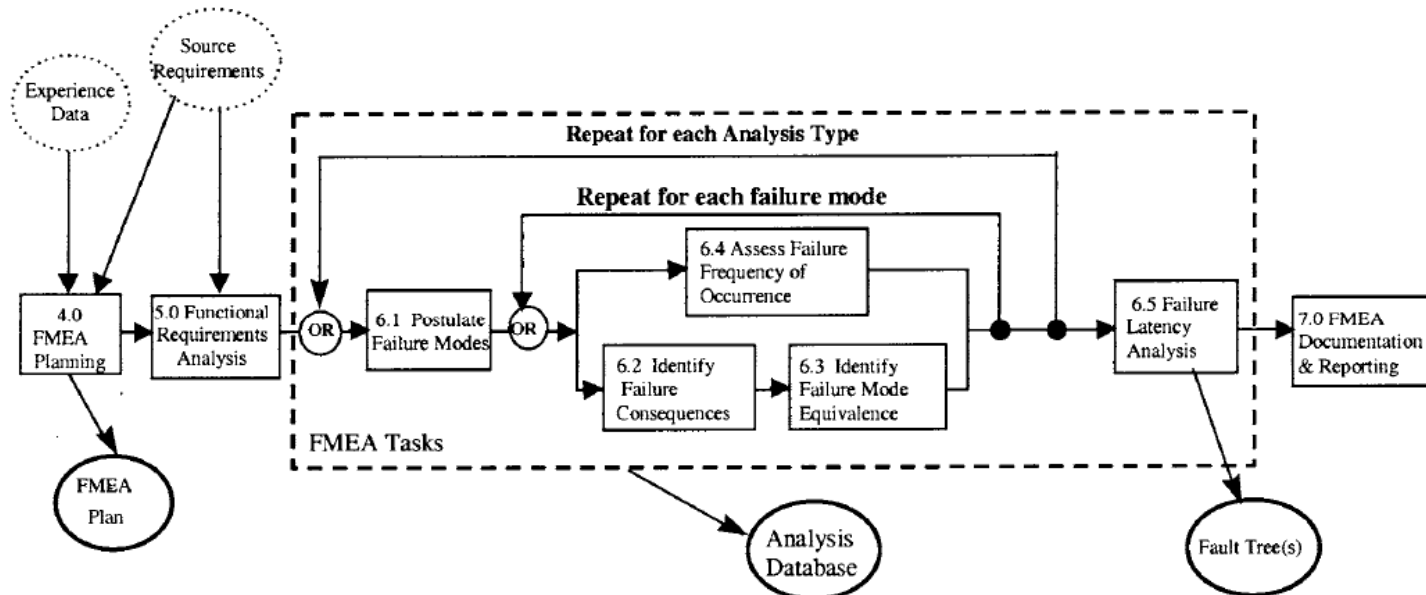 Source
Requirements
Experience
Data
Repeat for each Analysis Type
Repeat for each failure mode
6.4 Assess Failure
Frequency of
Occurrence
4.0
FMEA
Planning
5.0 Functional
Requirements
Analysis
OR
6.1 Postulate
Failure Modes
OR
6.5 Failure
Latency
Analysis
7.0 FMEA
Documentation
& Reporting
6.2 Identify
Failure
Consequences
6.3 Identify
Failure Mode
Equivalence
FMEA Tasks
FMEA
Plan
Analysis
Database
Fault Tree(s)